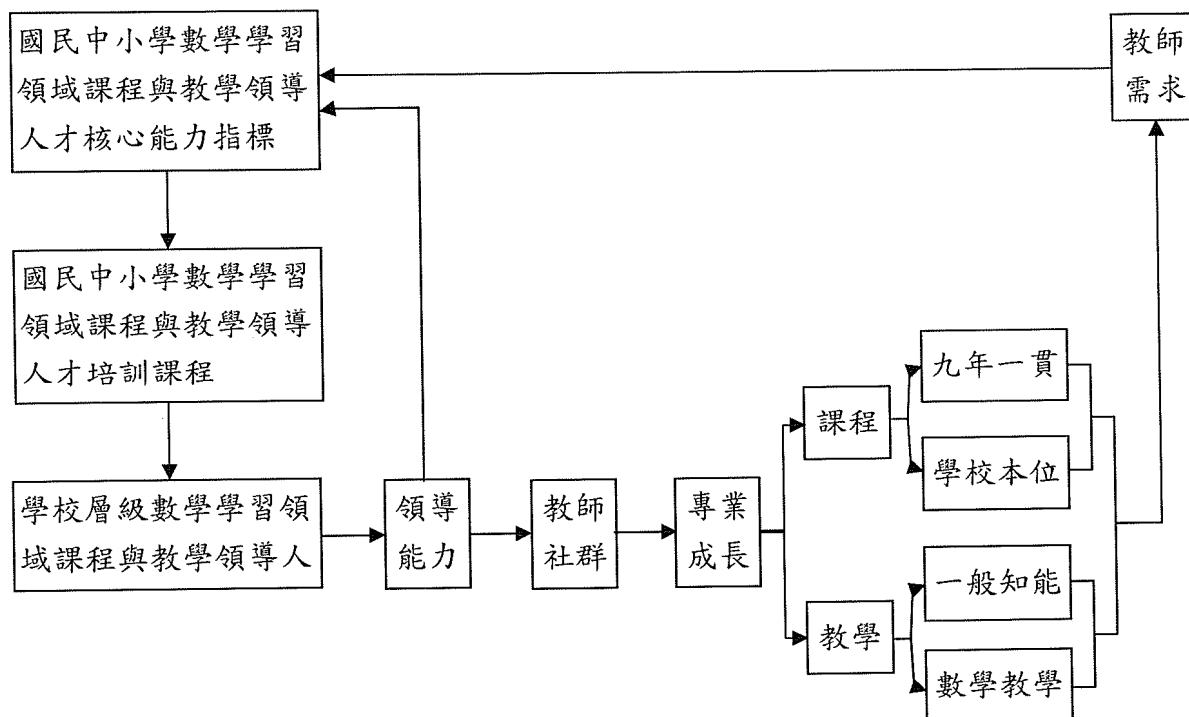 國民中小學數學學習
領域課程與教學領導
人才核心能力指標
教師
需求
國民中小學數學學習
領域課程與教學領導
人才培訓課程
學校層級數學學習領
域課程與教學領導人
領導
能力
教師
社群
專業
成長
課程
九年一貫
學校本位
教學
一般知能
數學教學